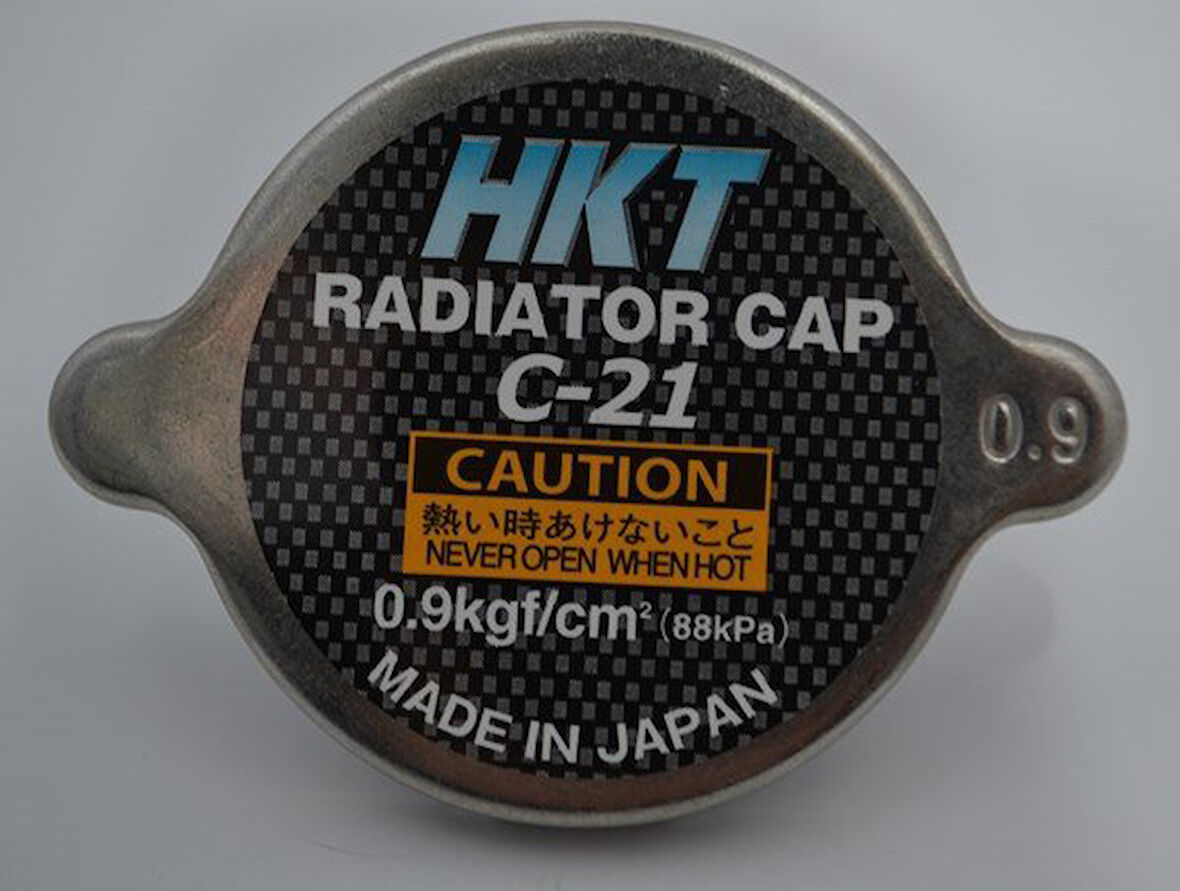 HKT
RADIATOR CAP
C-21
0.9
CAUTION
熱い時あけないこと
NEVER OPEN WHEN HOT
0.9kgf/cm² (88kPa)
MADE IN JAPAN